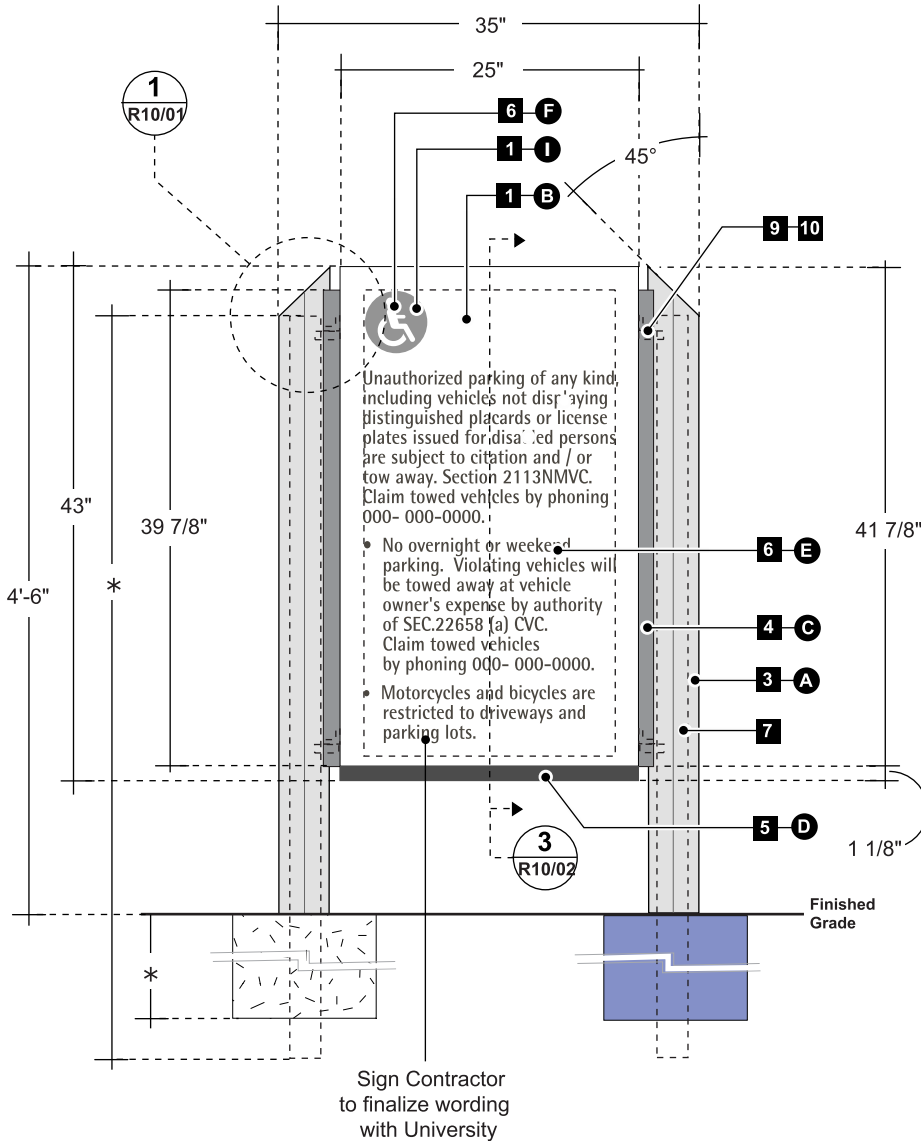 35"
25"
1
R10/01
6 F
1 I
45°
1 B
9 10
Unauthorized parking of any kind,
including vehicles not displaying
distinguished placards or license
plates issued for disabled persons
are subject to citation and / or
tow away. Section 2113NMVC.
Claim towed vehicles by phoning
000- 000-0000.
43"
39 7/8"
41 7/8"
4'-6"
*
• No overnight or weekend
parking. Violating vehicles will
be towed away at vehicle
owner's expense by authority
of SEC.22658 (a) CVC.
Claim towed vehicles
by phoning 000- 000-0000.
6 E
4 C
3 A
7
• Motorcycles and bicycles are
restricted to driveways and
parking lots.
5 D
1 1/8"
3
R10/02
Finished
Grade
*
Sign Contractor
to finalize wording
with University